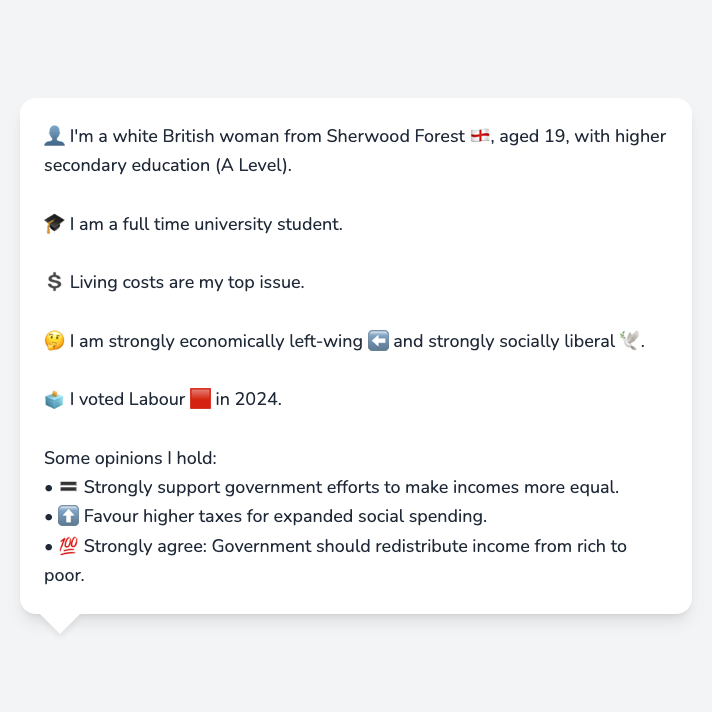 👤 I'm a white British woman from Sherwood Forest 🏴󠁧󠁢󠁥󠁮󠁧󠁿, aged 19, with higher
secondary education (A Level).
🎓 I am a full time university student.
💲 Living costs are my top issue.
🤔 I am strongly economically left-wing ⬅️ and strongly socially liberal 🕊️.
🗳️ I voted Labour 🟥 in 2024.
Some opinions I hold:
• 🟰 Strongly support government efforts to make incomes more equal.
• ⬆️ Favour higher taxes for expanded social spending.
• 💯 Strongly agree: Government should redistribute income from rich to
poor.